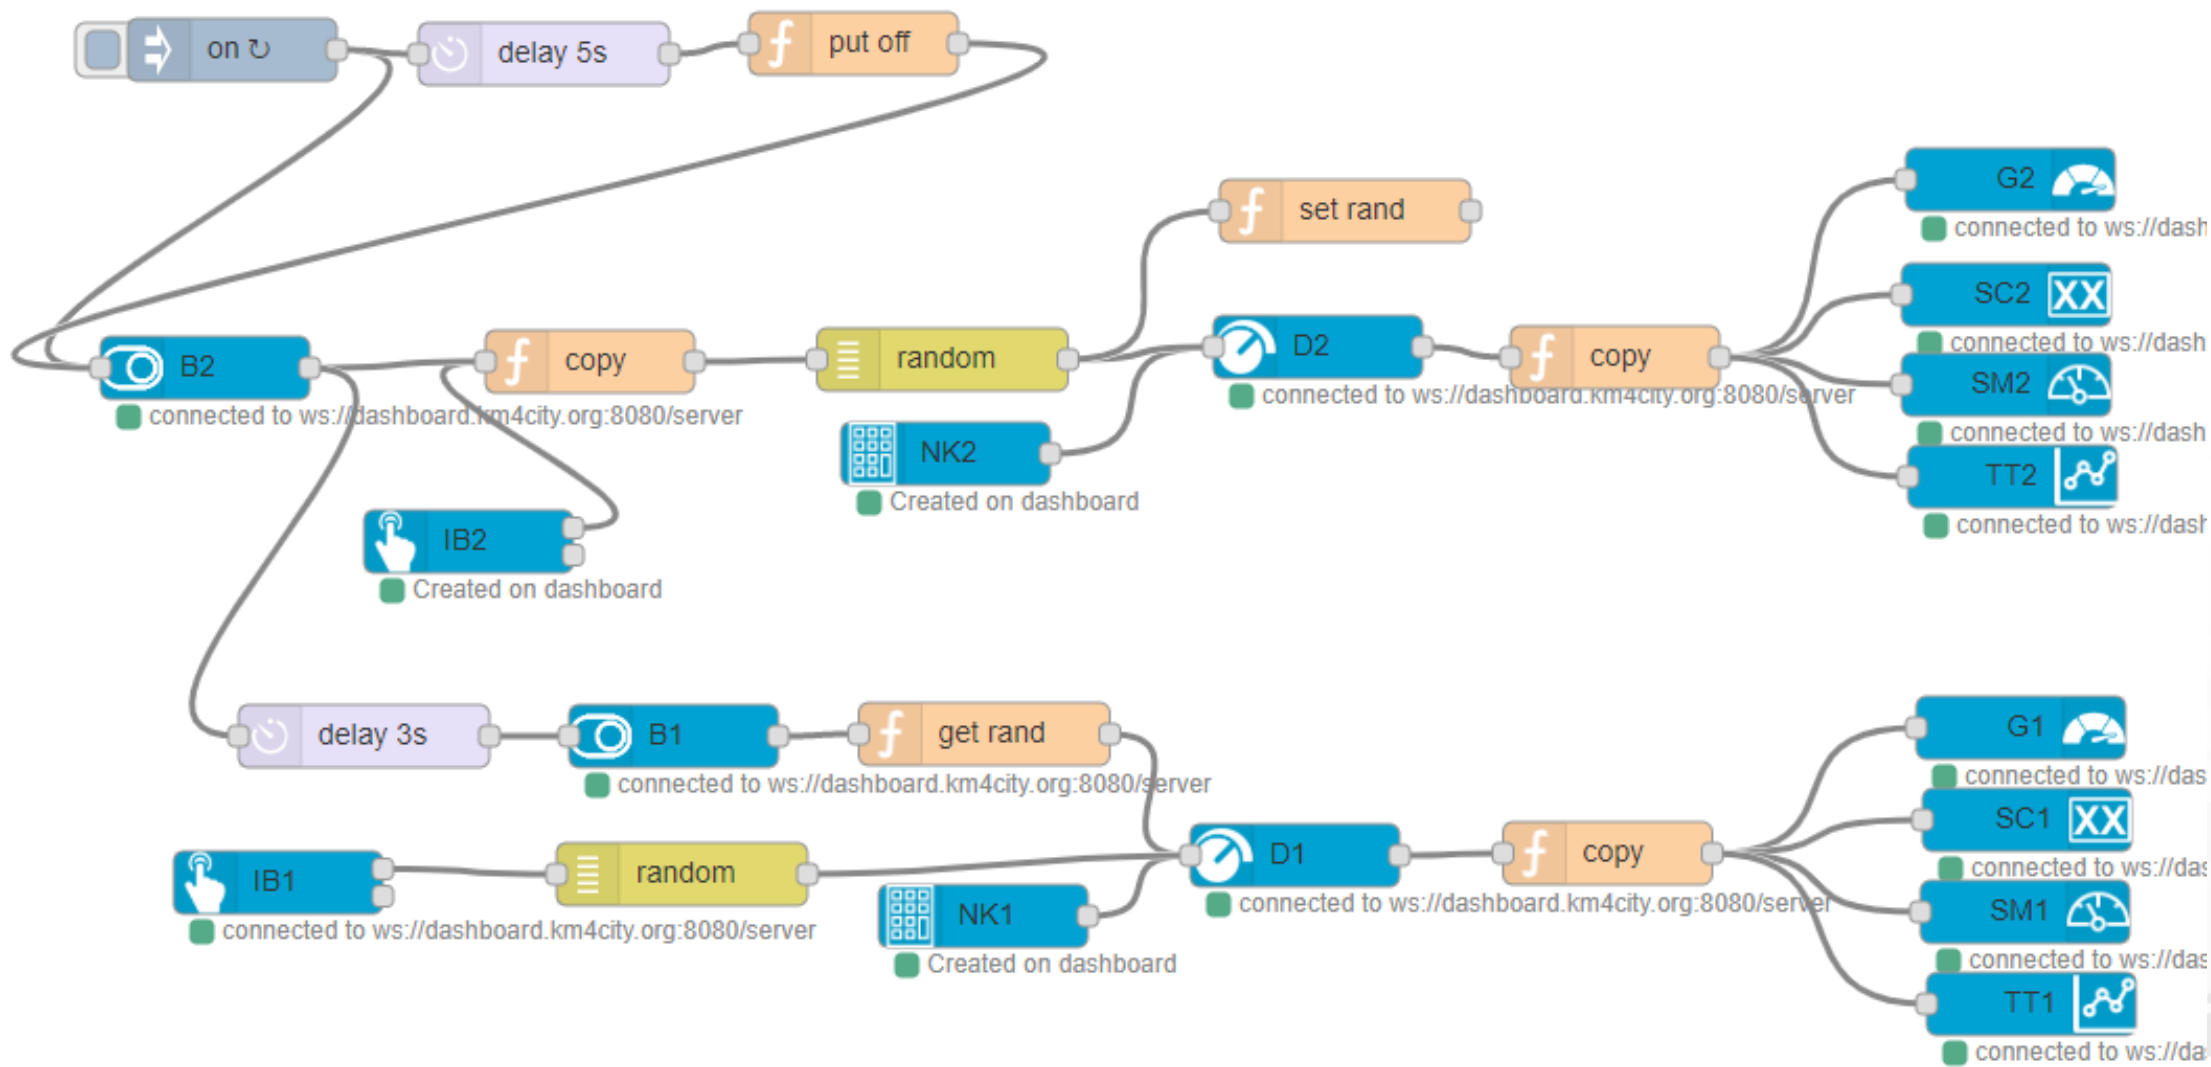 on ↻
delay 5s
put off
set rand
G2
connected to ws://dash
SC2
XX
connected to ws://dash
B2
connected to ws://dashboard.km4city.org:8080/server
copy
random
D2
connected to ws://dashboard.km4city.org:8080/server
copy
SM2
connected to ws://dash
NK2
Created on dashboard
TT2
connected to ws://dash
IB2
Created on dashboard
delay 3s
B1
connected to ws://dashboard.km4city.org:8080/server
get rand
G1
connected to ws://das
SC1
XX
connected to ws://das
IB1
connected to ws://dashboard.km4city.org:8080/server
random
NK1
Created on dashboard
D1
connected to ws://dashboard.km4city.org:8080/server
copy
SM1
connected to ws://das
TT1
connected to ws://da